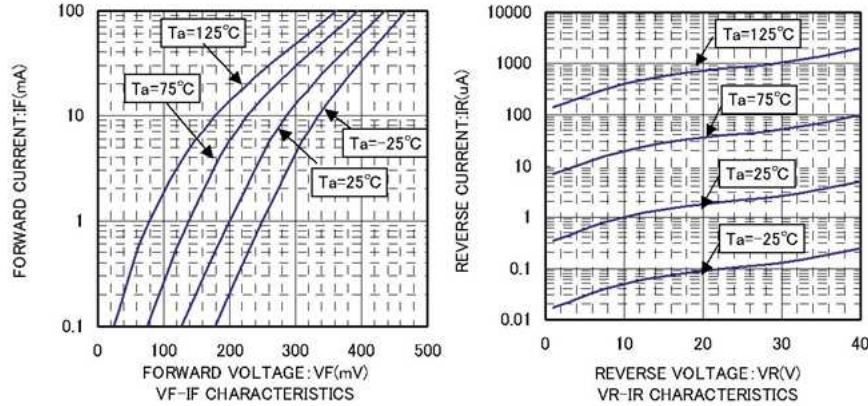 FORWARD CURRENT:IF(mA)
100
10
1
0.1
0 100 200 300 400 500
Ta=125℃
Ta=75℃
Ta=-25℃
Ta=25℃
FORWARD VOLTAGE:VF(mV)
VF-IF CHARACTERISTICS
REVERSE CURRENT:IR(uA)
10000
1000
100
10
1
0.1
0.01
0 10 20 30 40
Ta=125℃
Ta=75℃
Ta=25℃
Ta=-25℃
REVERSE VOLTAGE:VR(V)
VR-IR CHARACTERISTICS